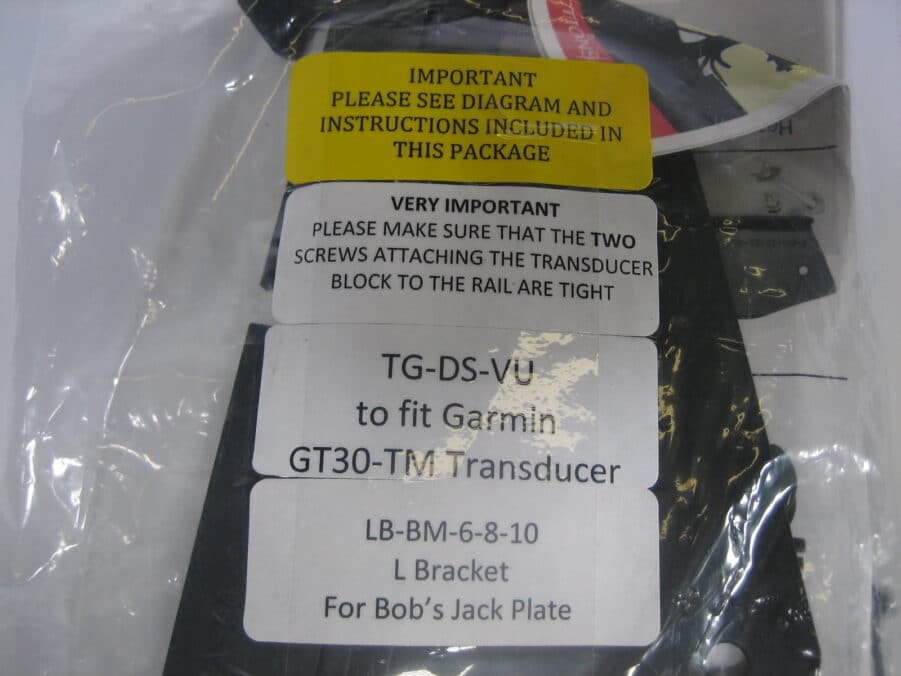 IMPORTANT
PLEASE SEE DIAGRAM AND
INSTRUCTIONS INCLUDED IN
THIS PACKAGE
VERY IMPORTANT
PLEASE MAKE SURE THAT THE TWO
SCREWS ATTACHING THE TRANSDUCER
BLOCK TO THE RAIL ARE TIGHT
TG-DS-VU
to fit Garmin
GT30-TM Transducer
LB-BM-6-8-10
L Bracket
For Bob's Jack Plate